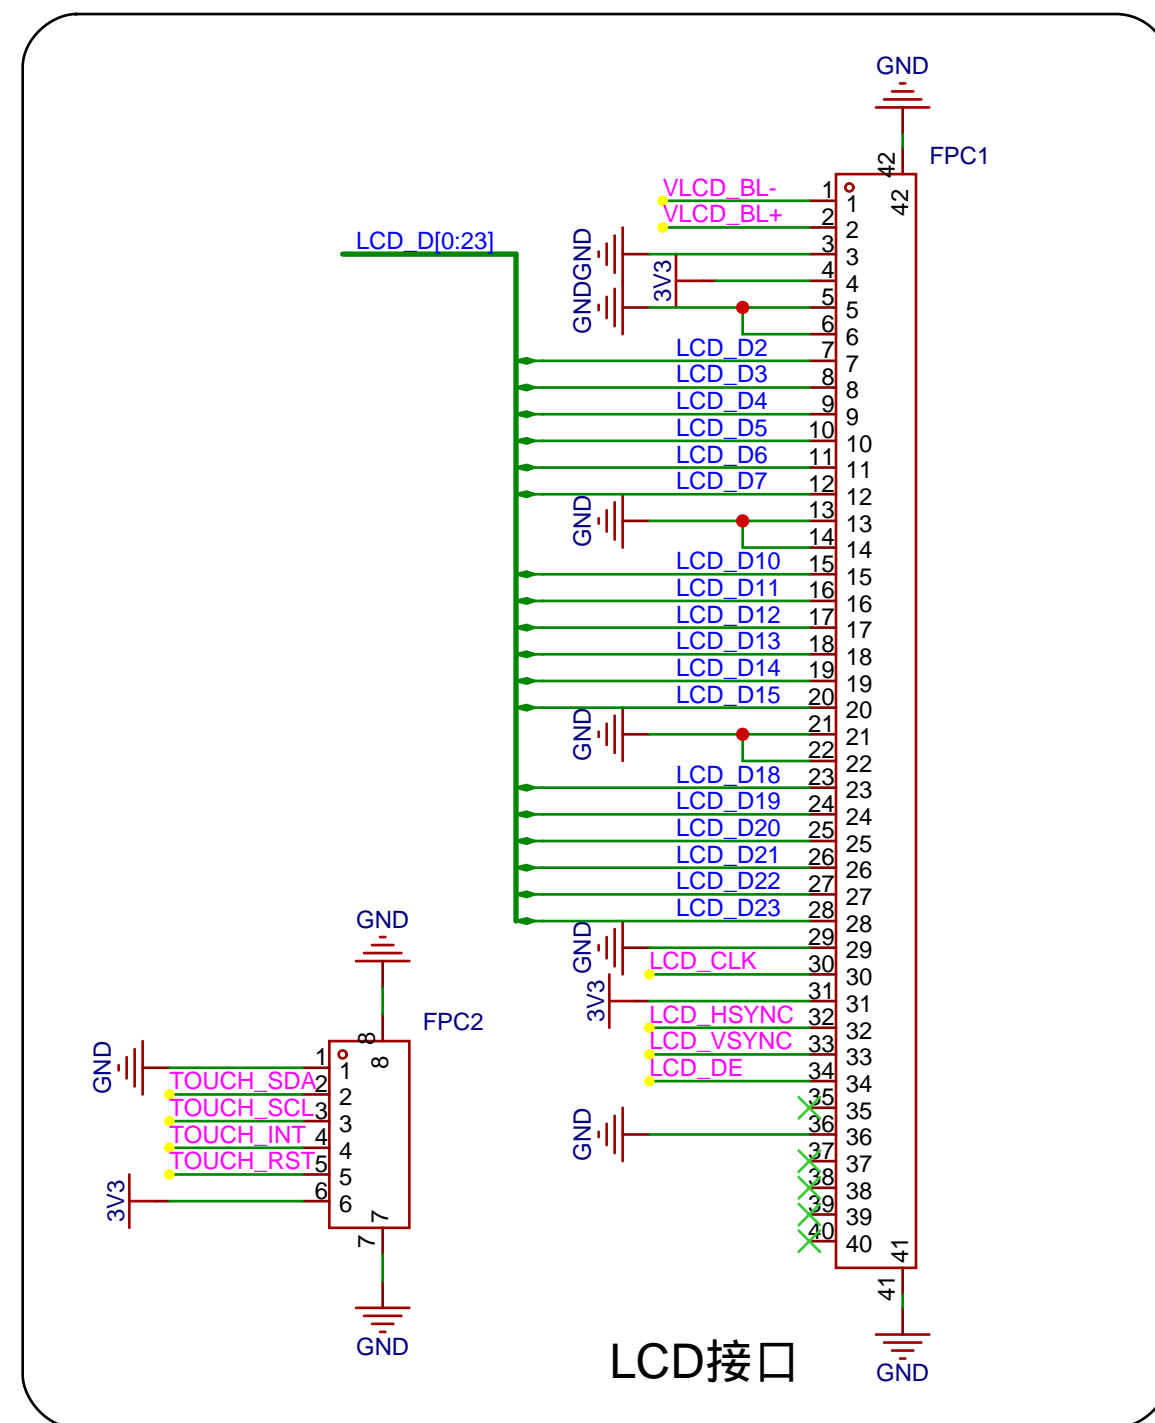 GND
42
FPC1
42
VLCD_BL- 1 1
VLCD_BL+ 2 2
LCD_D[0:23]
GND 3 3
3V3 4 4
GND 5 5
6 6
LCD_D2 7 7
LCD_D3 8 8
LCD_D4 9 9
LCD_D5 10 10
LCD_D6 11 11
LCD_D7 12 12
GND 13 13
14 14
LCD_D10 15 15
LCD_D11 16 16
LCD_D12 17 17
LCD_D13 18 18
LCD_D14 19 19
LCD_D15 20 20
GND 21 21
22 22
LCD_D18 23 23
LCD_D19 24 24
LCD_D20 25 25
LCD_D21 26 26
LCD_D22 27 27
LCD_D23 28 28
GND 29 29
LCD_CLK 30 30
3V3 31 31
LCD_HSYNC 32 32
LCD_VSYNC 33 33
LCD_DE 34 34
35 35
GND 36 36
37 37
38 38
39 39
40 40
41
41
GND
GND
FPC2
8
8
GND 1 1
TOUCH_SDA 2 2
TOUCH_SCL 3 3
TOUCH_INT 4 4
TOUCH_RST 5 5
3V3 6 6
7
7
GND
LCD接口